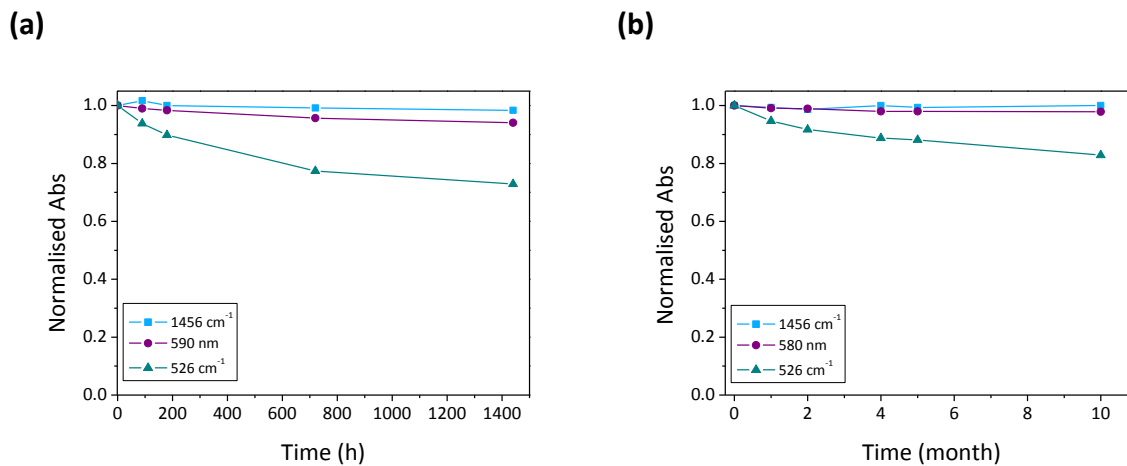 (a)
Normalised Abs
1.0
0.8
0.6
0.4
0.2
0.0
1456 cm⁻¹
590 nm
526 cm⁻¹
0 200 400 600 800 1000 1200 1400
Time (h)
(b)
Normalised Abs
1.0
0.8
0.6
0.4
0.2
0.0
1456 cm⁻¹
580 nm
526 cm⁻¹
0 2 4 6 8 10
Time (month)